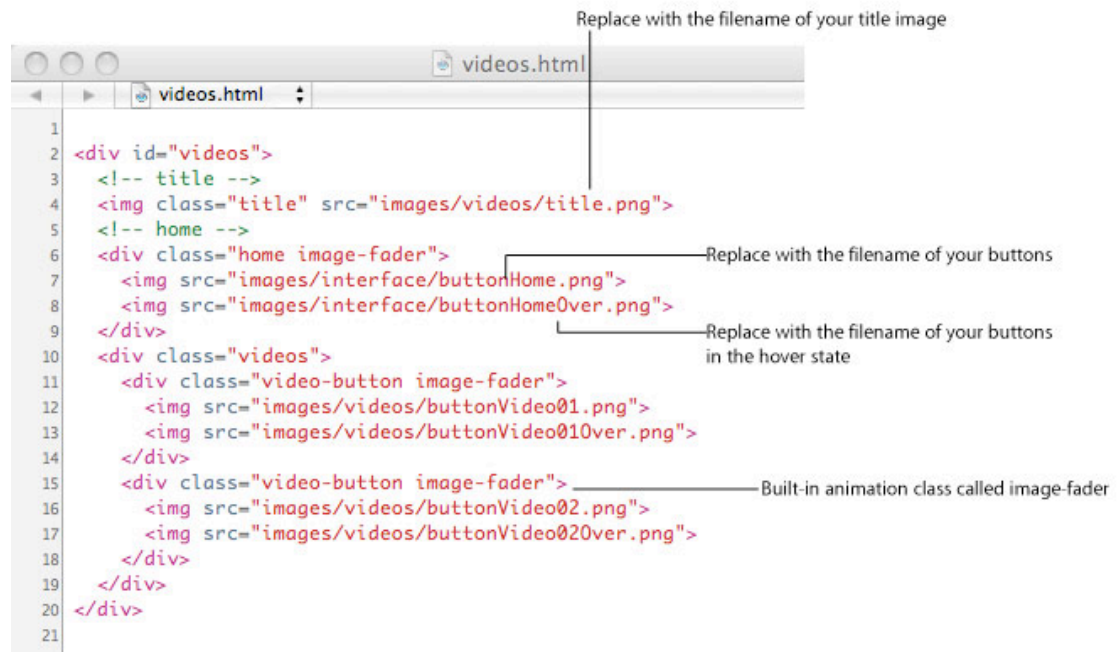 Replace with the filename of your title image
videos.html
videos.html
1
2 <div id="videos">
3 <!-- title -->
4 <img class="title" src="images/videos/title.png">
5 <!-- home -->
6 <div class="home image-fader">
Replace with the filename of your buttons
7 <img src="images/interface/buttonHome.png">
8 <img src="images/interface/buttonHomeOver.png">
9 </div>
Replace with the filename of your buttons
in the hover state
10 <div class="videos">
11 <div class="video-button image-fader">
12 <img src="images/videos/buttonVideo01.png">
13 <img src="images/videos/buttonVideo01Over.png">
14 </div>
15 <div class="video-button image-fader">
Built-in animation class called image-fader
16 <img src="images/videos/buttonVideo02.png">
17 <img src="images/videos/buttonVideo02Over.png">
18 </div>
19 </div>
20 </div>
21